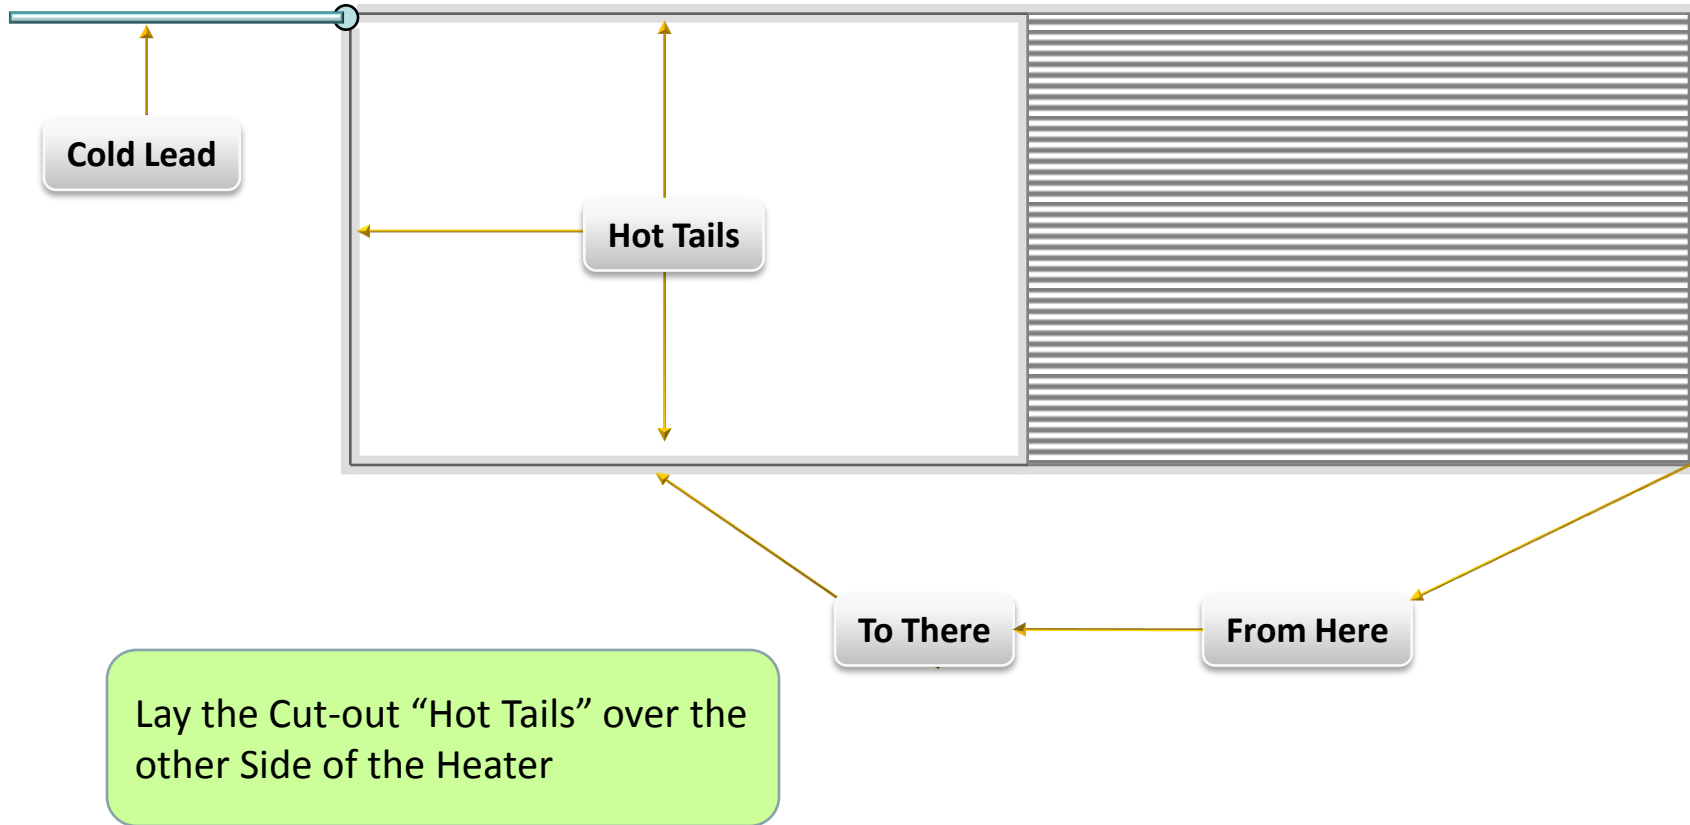 Cold Lead
Hot Tails
To There
From Here
Lay the Cut-out “Hot Tails” over the
other Side of the Heater